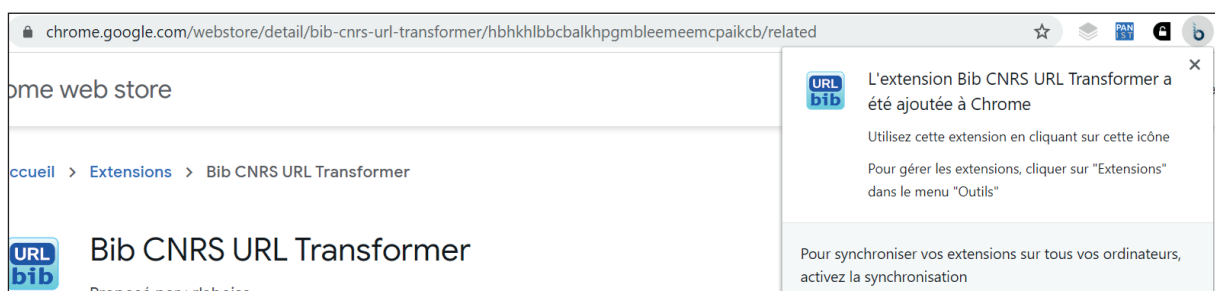 chrome.google.com/webstore/detail/bib-cnrs-url-transformer/hbhkhlbbcbalkhpgmbleemeemcpaikcb/related
PAN
IST
b
ome web store
URL
bib
L'extension Bib CNRS URL Transformer a
été ajoutée à Chrome
Utilisez cette extension en cliquant sur cette icône
Pour gérer les extensions, cliquer sur "Extensions"
dans le menu "Outils"
ccueil > Extensions > Bib CNRS URL Transformer
URL
bib
Bib CNRS URL Transformer
Pour synchroniser vos extensions sur tous vos ordinateurs,
activez la synchronisation